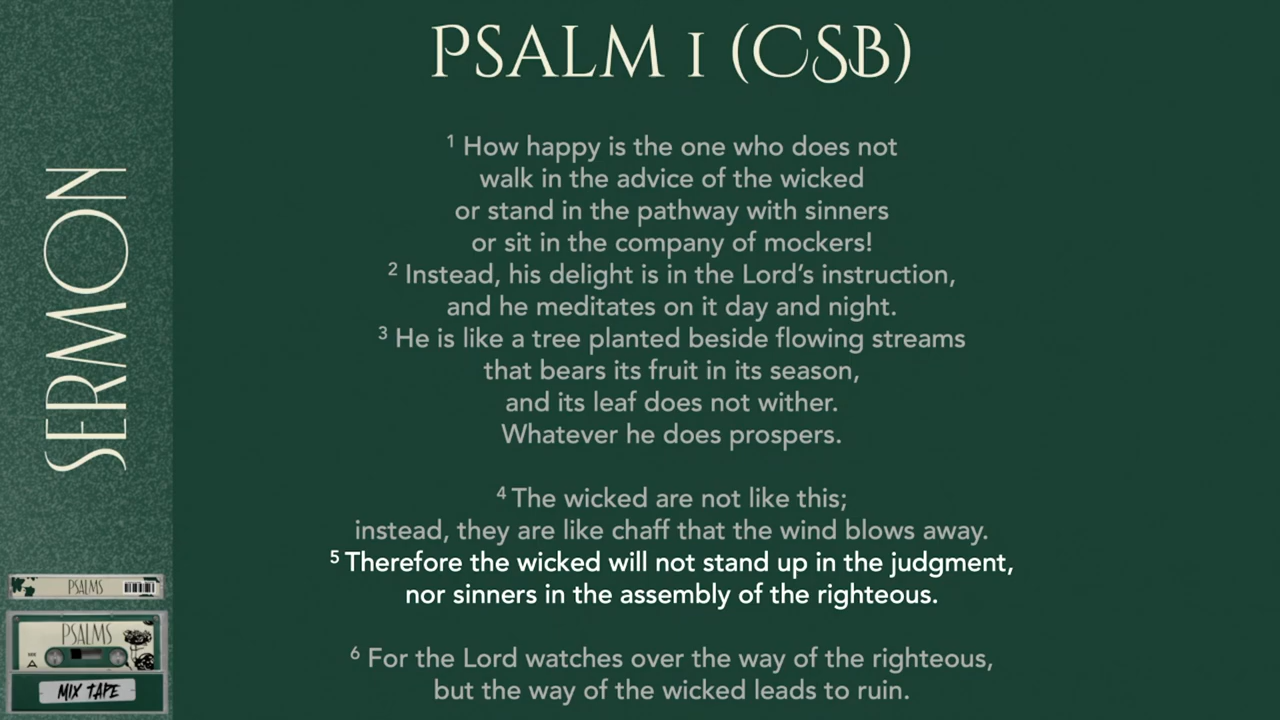 PSALM 1 (CSB)
1 How happy is the one who does not
walk in the advice of the wicked
or stand in the pathway with sinners
or sit in the company of mockers!
2 Instead, his delight is in the Lord’s instruction,
and he meditates on it day and night.
3 He is like a tree planted beside flowing streams
that bears its fruit in its season,
and its leaf does not wither.
Whatever he does prospers.
4 The wicked are not like this;
instead, they are like chaff that the wind blows away.
5 Therefore the wicked will not stand up in the judgment,
nor sinners in the assembly of the righteous.
6 For the Lord watches over the way of the righteous,
but the way of the wicked leads to ruin.
SERMON
PSALMS
PSALMS
A
MIX TAPE